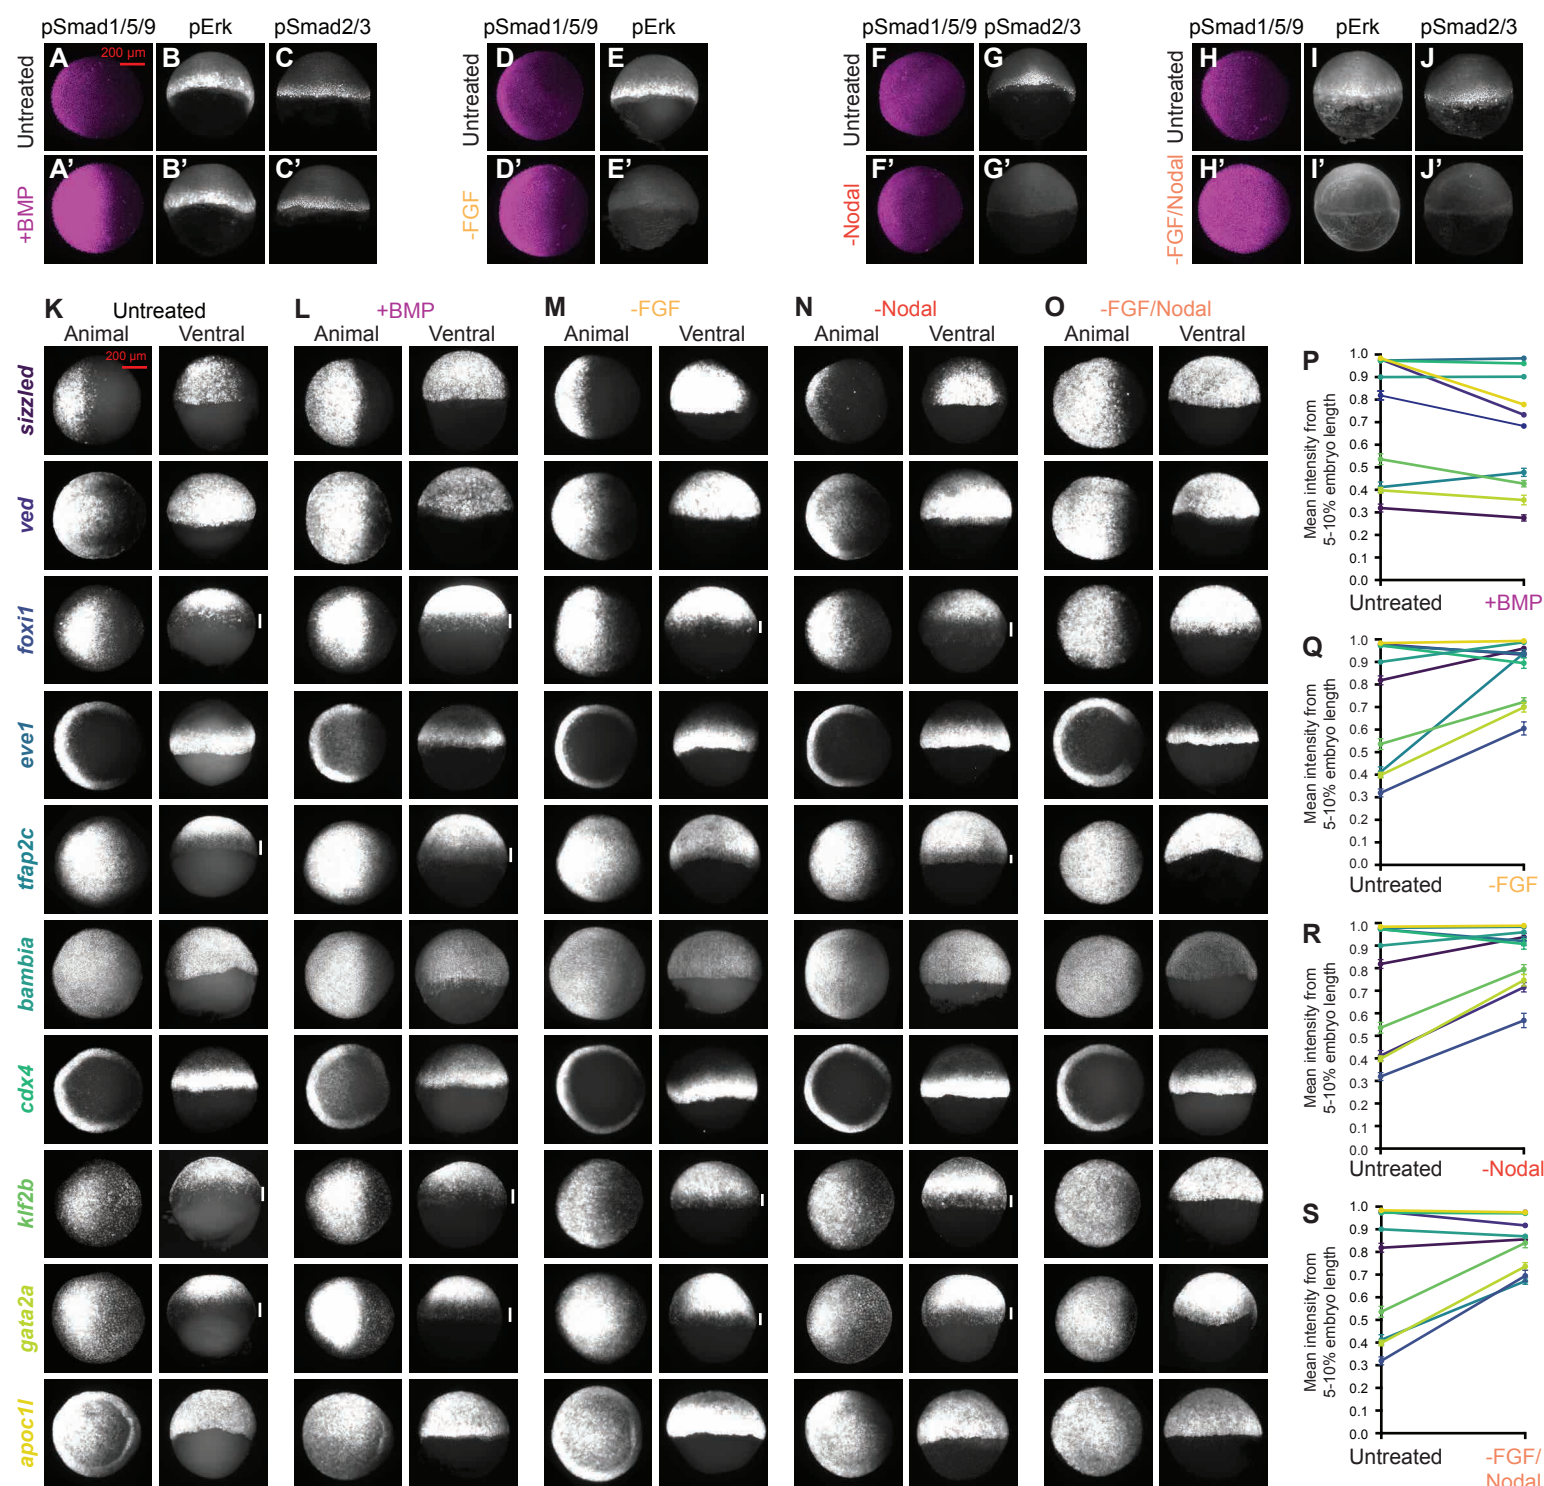 pSmad1/5/9 pErk pSmad2/3 pSmad1/5/9 pErk pSmad1/5/9 pSmad2/3 pSmad1/5/9 pErk pSmad2/3
Untreated A 200 µm B C Untreated D E Untreated F G Untreated H I J
+BMP A’ B’ C’ -FGF D’ E’ -Nodal F’ G’ -FGF/Nodal H’ I’ J’
K Untreated L +BMP M -FGF N -Nodal O -FGF/Nodal
Animal Ventral Animal Ventral Animal Ventral Animal Ventral Animal Ventral
200 µm
sizzled
ved
foxi1
eve1
tfap2c
bambia
cdx4
klf2b
gata2a
apoc1l
P
Mean intensity from
5-10% embryo length
1.0
0.9
0.8
0.7
0.6
0.5
0.4
0.3
0.2
0.1
0.0
Untreated +BMP
Q
Mean intensity from
5-10% embryo length
1.0
0.9
0.8
0.7
0.6
0.5
0.4
0.3
0.2
0.1
0.0
Untreated -FGF
R
Mean intensity from
5-10% embryo length
1.0
0.9
0.8
0.7
0.6
0.5
0.4
0.3
0.2
0.1
0.0
Untreated -Nodal
S
Mean intensity from
5-10% embryo length
1.0
0.9
0.8
0.7
0.6
0.5
0.4
0.3
0.2
0.1
0.0
Untreated -FGF/
Nodal